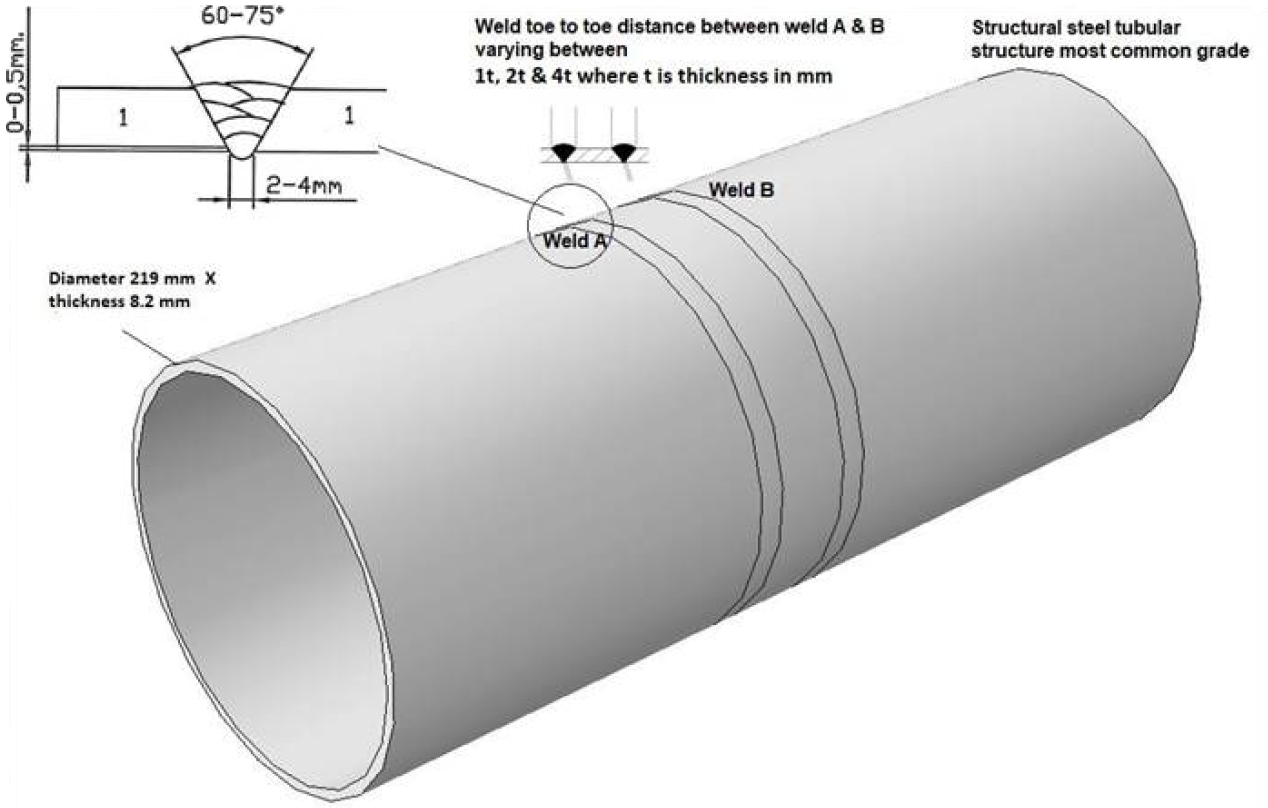 60-75°
0-0,5mm.
1
1
2-4mm
Weld toe to toe distance between weld A & B
varying between
1t, 2t & 4t where t is thickness in mm
Structural steel tubular
structure most common grade
Weld B
Weld A
Diameter 219 mm X
thickness 8.2 mm